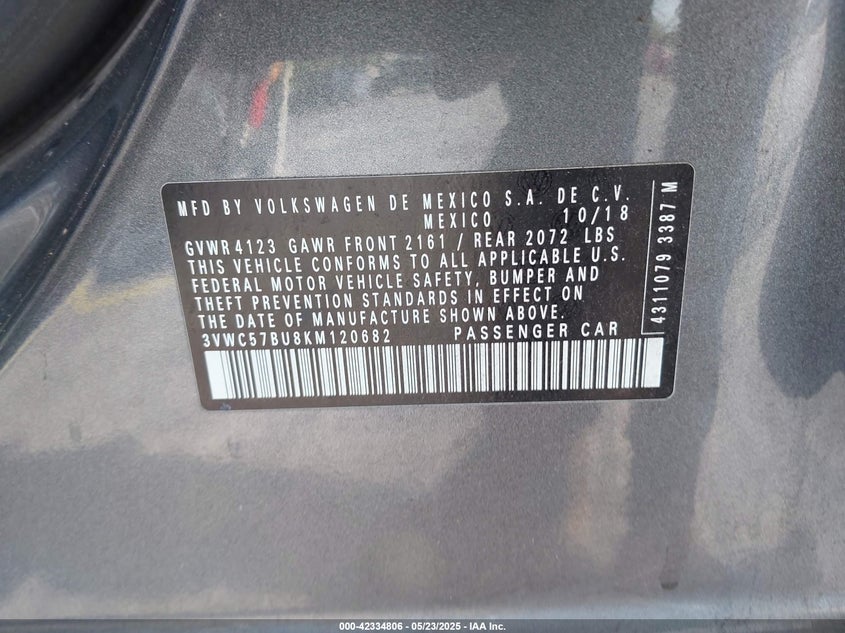 MFD BY VOLKSWAGEN DE MEXICO S.A. DE C.V.
MEXICO 10/18
GVWR 4123 GAWR FRONT 2161 / REAR 2072 LBS
THIS VEHICLE CONFORMS TO ALL APPLICABLE U.S.
FEDERAL MOTOR VEHICLE SAFETY, BUMPER AND
THEFT PREVENTION STANDARDS IN EFFECT ON
THE DATE OF MANUFACTURE SHOWN ABOVE.
3VWC57BU8KM120682 PASSENGER CAR
4311079 3387 M
000-42334806 - 05/23/2025 - IAA Inc.